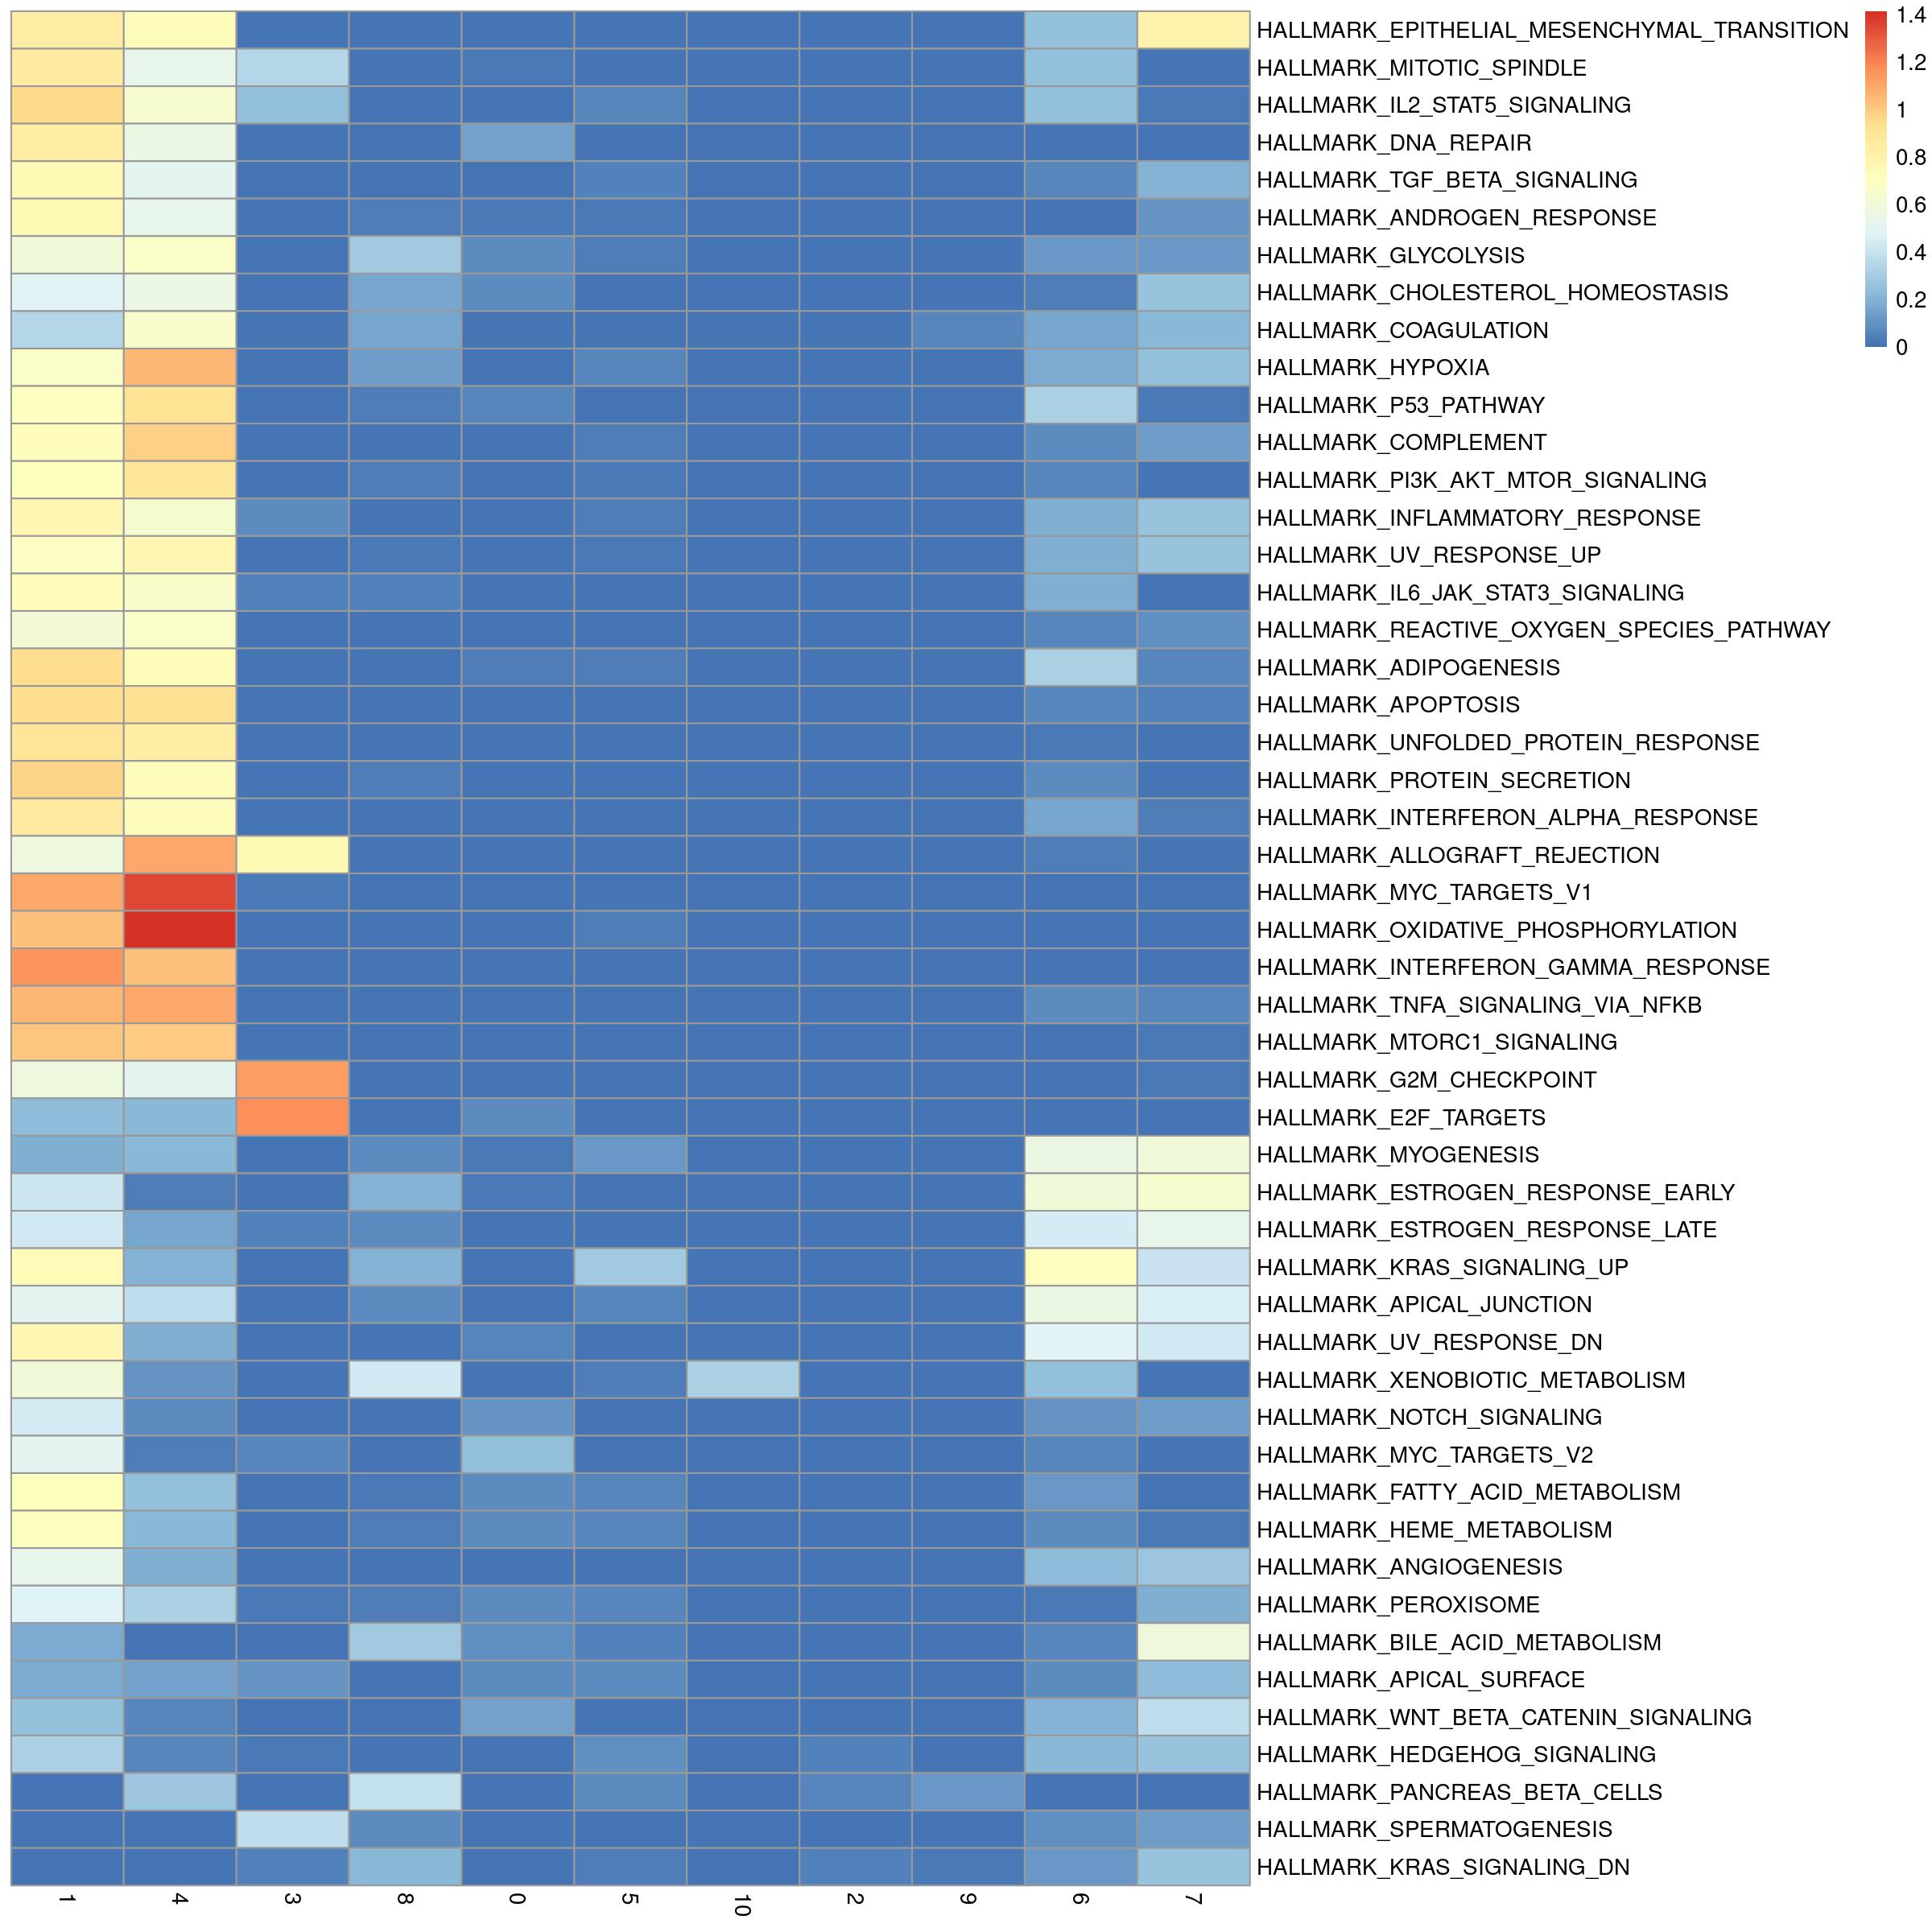 HALLMARK_EPITHELIAL_MESENCHYMAL_TRANSITION
HALLMARK_MITOTIC_SPINDLE
HALLMARK_IL2_STAT5_SIGNALING
HALLMARK_DNA_REPAIR
HALLMARK_TGF_BETA_SIGNALING
HALLMARK_ANDROGEN_RESPONSE
HALLMARK_GLYCOLYSIS
HALLMARK_CHOLESTEROL_HOMEOSTASIS
HALLMARK_COAGULATION
HALLMARK_HYPOXIA
HALLMARK_P53_PATHWAY
HALLMARK_COMPLEMENT
HALLMARK_PI3K_AKT_MTOR_SIGNALING
HALLMARK_INFLAMMATORY_RESPONSE
HALLMARK_UV_RESPONSE_UP
HALLMARK_IL6_JAK_STAT3_SIGNALING
HALLMARK_REACTIVE_OXYGEN_SPECIES_PATHWAY
HALLMARK_ADIPOGENESIS
HALLMARK_APOPTOSIS
HALLMARK_UNFOLDED_PROTEIN_RESPONSE
HALLMARK_PROTEIN_SECRETION
HALLMARK_INTERFERON_ALPHA_RESPONSE
HALLMARK_ALLOGRAFT_REJECTION
HALLMARK_MYC_TARGETS_V1
HALLMARK_OXIDATIVE_PHOSPHORYLATION
HALLMARK_INTERFERON_GAMMA_RESPONSE
HALLMARK_TNFA_SIGNALING_VIA_NFKB
HALLMARK_MTORC1_SIGNALING
HALLMARK_G2M_CHECKPOINT
HALLMARK_E2F_TARGETS
HALLMARK_MYOGENESIS
HALLMARK_ESTROGEN_RESPONSE_EARLY
HALLMARK_ESTROGEN_RESPONSE_LATE
HALLMARK_KRAS_SIGNALING_UP
HALLMARK_APICAL_JUNCTION
HALLMARK_UV_RESPONSE_DN
HALLMARK_XENOBIOTIC_METABOLISM
HALLMARK_NOTCH_SIGNALING
HALLMARK_MYC_TARGETS_V2
HALLMARK_FATTY_ACID_METABOLISM
HALLMARK_HEME_METABOLISM
HALLMARK_ANGIOGENESIS
HALLMARK_PEROXISOME
HALLMARK_BILE_ACID_METABOLISM
HALLMARK_APICAL_SURFACE
HALLMARK_WNT_BETA_CATENIN_SIGNALING
HALLMARK_HEDGEHOG_SIGNALING
HALLMARK_PANCREAS_BETA_CELLS
HALLMARK_SPERMATOGENESIS
HALLMARK_KRAS_SIGNALING_DN
1 4 3 8 0 5 10 2 9 6 7
1.4
1.2
1
0.8
0.6
0.4
0.2
0